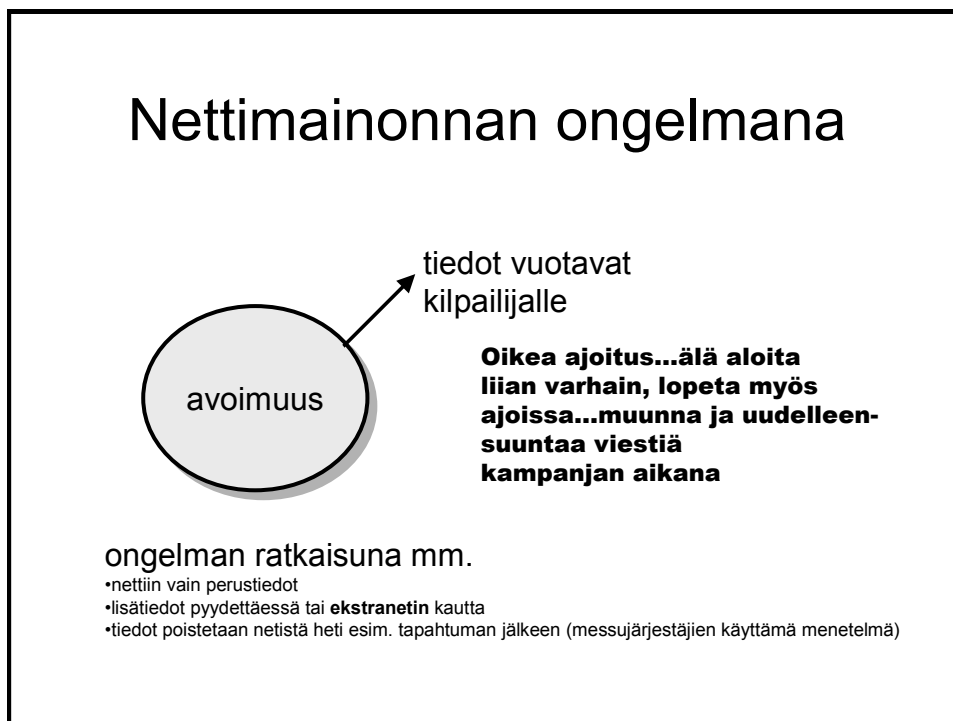 Nettimainonnan ongelmana
tiedot vuotavat
kilpailijalle
avoimuus
Oikea ajoitus...älä aloita
liian varhain, lopeta myös
ajoissa...muunna ja uudelleen-
suuntaa viestiä
kampanjan aikana
ongelman ratkaisuna mm.
•nettiin vain perustiedot
•lisätiedot pyydettäessä tai ekstranetin kautta
•tiedot poistetaan netistä heti esim. tapahtuman jälkeen (messujärjestäjien käyttämä menetelmä)